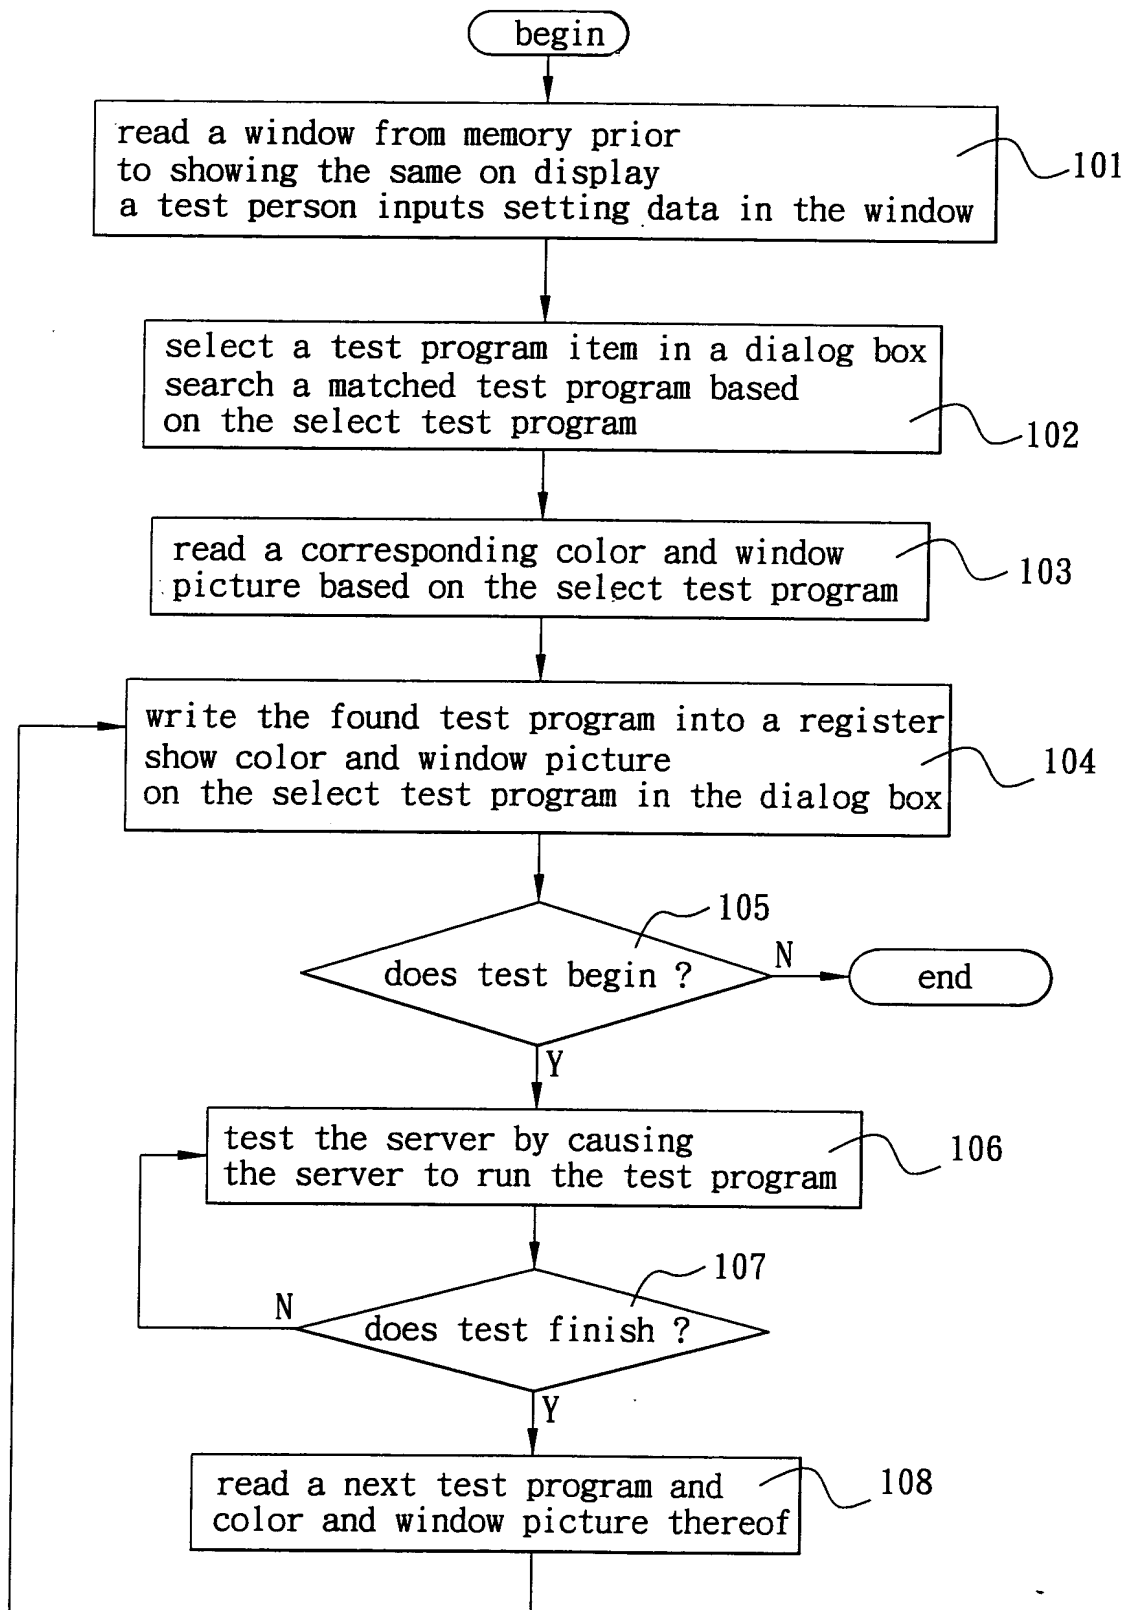 begin
read a window from memory prior
to showing the same on display
a test person inputs setting data in the window
101
select a test program item in a dialog box
search a matched test program based
on the select test program
102
read a corresponding color and window
picture based on the select test program
103
write the found test program into a register
show color and window picture
on the select test program in the dialog box
104
105
does test begin ?
N
end
Y
test the server by causing
the server to run the test program
106
107
N
does test finish ?
Y
read a next test program and
color and window picture thereof
108